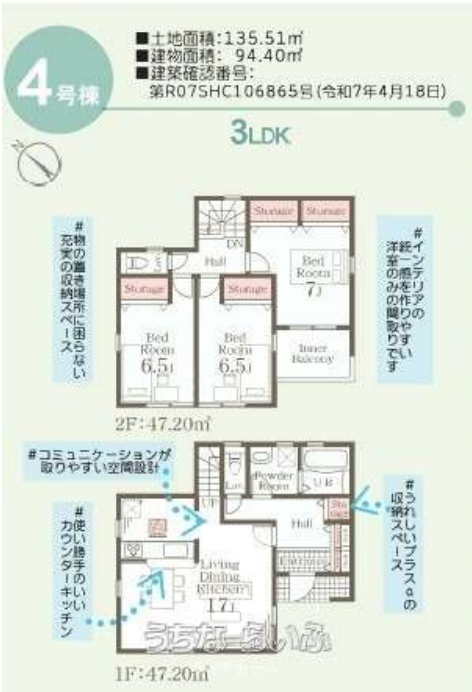 4号棟
■土地面積:135.51㎡
■建物面積: 94.40㎡
■建築確認番号:
第R07SHC106865号(令和7年4月18日)
3LDK
N
#物の置き場所に困らない
充実の収納スペース
#インテリアの
統一感を作りやすい
洋室のみの間取りです
Storage
Storage
DN
Hall
Lav.
Bed
Room
7J
Storage
Storage
Bed
Room
6.5J
Bed
Room
6.5J
Inner
Balcony
2F:47.20㎡
#コミュニケーションが
取りやすい空間設計
UP
Lav.
Powder
Room
UB
Hall
Entrance
#うれしいプラスαの
収納スペース
#使い勝手のいい
カウンターキッチン
Living
Dining
Kitchen
17J
うちなーらいふ
1F:47.20㎡